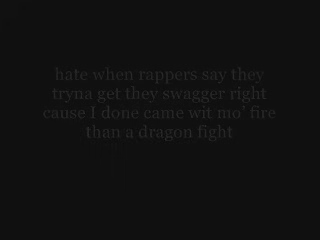 hate when rappers say they
tryna get they swagger right
cause I done came wit mo' fire
than a dragon fight